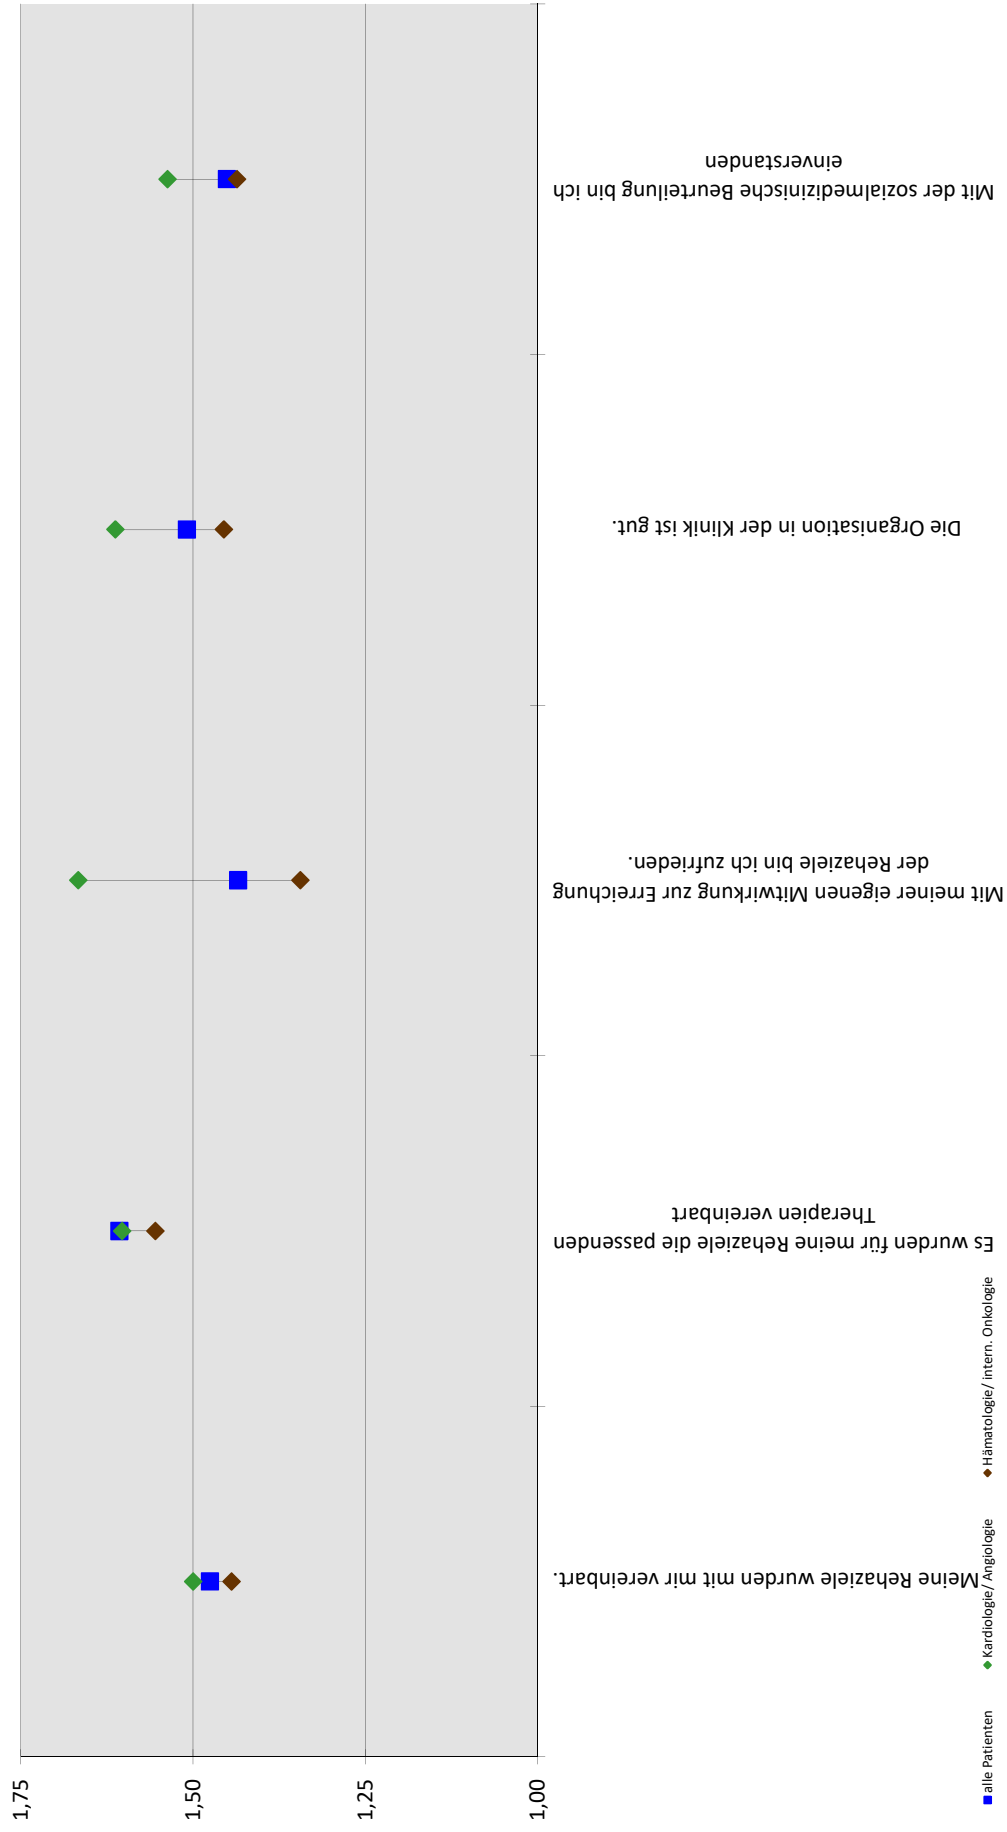 1,75
1,50
1,25
1,00
Meine Rehaziele wurden mit mir vereinbart.
Es wurden für meine Rehaziele die passenden
Therapien vereinbart
Mit meiner eigenen Mitwirkung zur Erreichung
der Rehaziele bin ich zufrieden.
Die Organisation in der Klinik ist gut.
Mit der sozialmedizinische Beurteilung bin ich
einverstanden
alle Patienten
Kardiologie/ Angiologie
Hämatologie/ intern. Onkologie